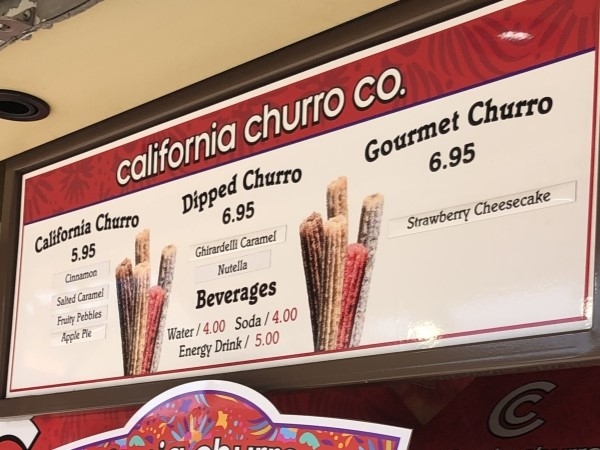 california churro co.
California Churro
5.95
Cinnamon
Salted Caramel
Fruity Pebbles
Apple Pie
Dipped Churro
6.95
Ghirardelli Caramel
Nutella
Beverages
Water / 4.00 Soda / 4.00
Energy Drink / 5.00
Gourmet Churro
6.95
Strawberry Cheesecake